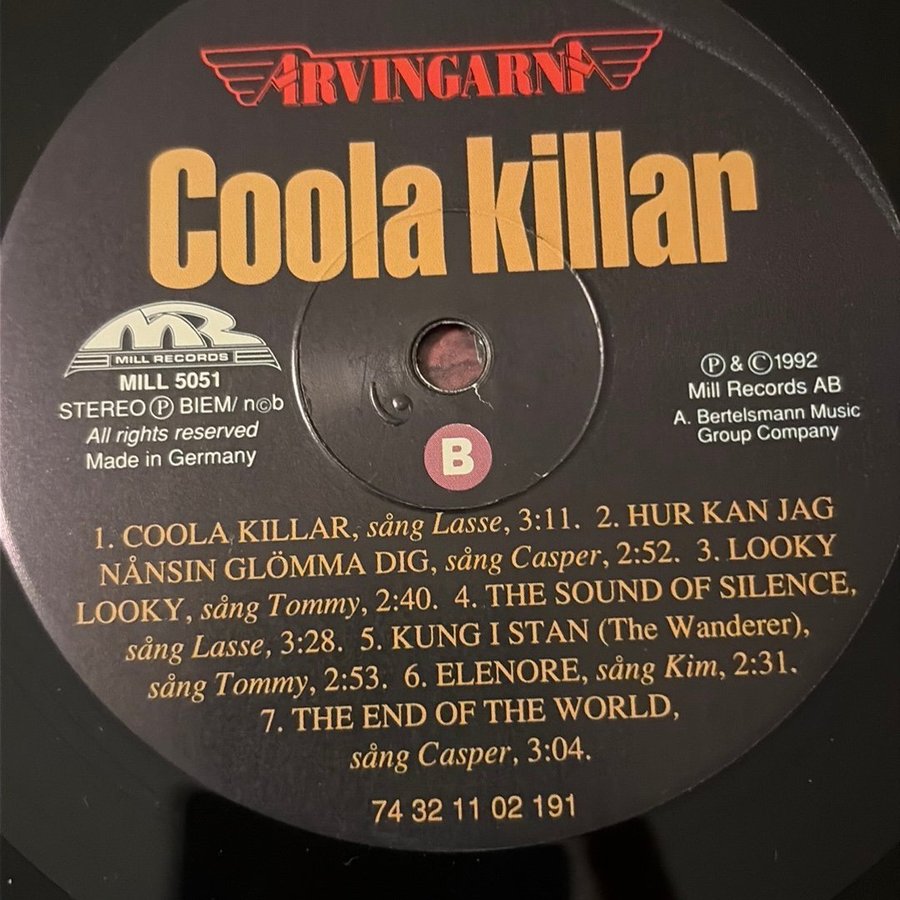 ARVINGARNA
Coola killar
MR
MILL RECORDS
MILL 5051
STEREO Ⓟ BIEM/ n©b
All rights reserved
Made in Germany
Ⓟ & © 1992
Mill Records AB
A. Bertelsmann Music
Group Company
B
1. COOLA KILLAR, sång Lasse, 3:11. 2. HUR KAN JAG
NÅNSIN GLÖMMA DIG, sång Casper, 2:52. 3. LOOKY
LOOKY, sång Tommy, 2:40. 4. THE SOUND OF SILENCE,
sång Lasse, 3:28. 5. KUNG I STAN (The Wanderer),
sång Tommy, 2:53. 6. ELENORE, sång Kim, 2:31.
7. THE END OF THE WORLD,
sång Casper, 3:04.
74 32 11 02 191